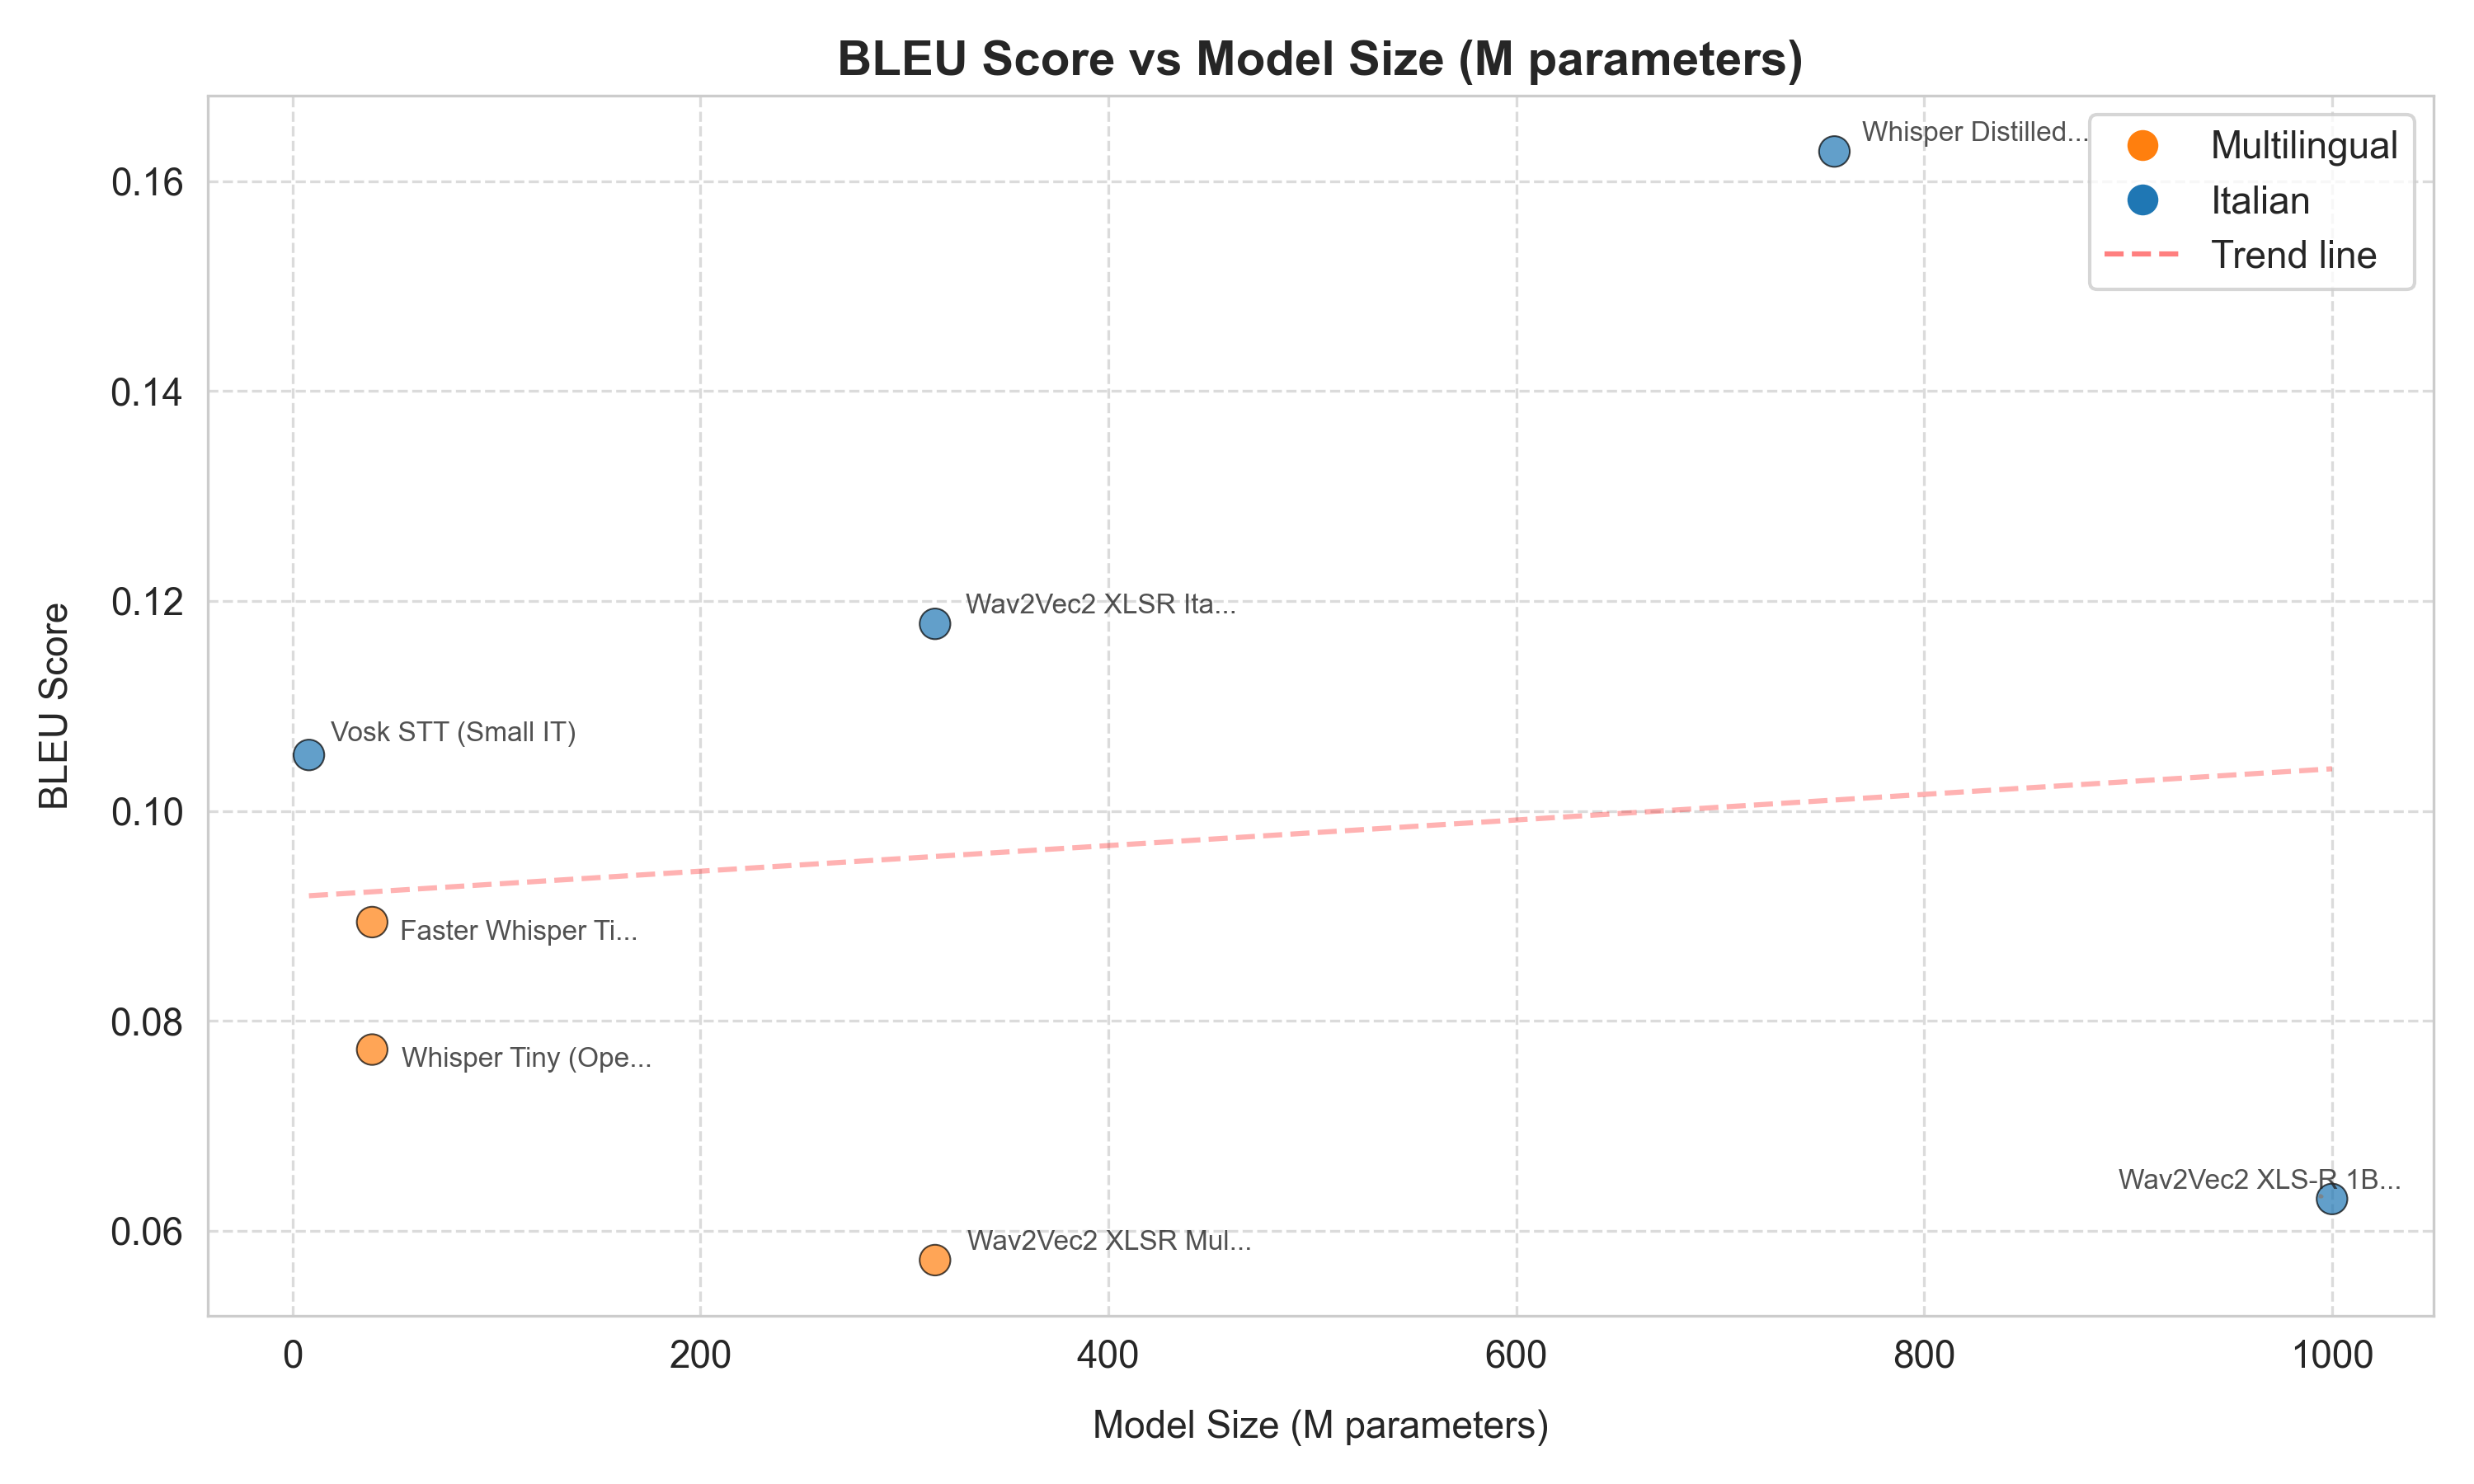 BLEU Score vs Model Size (M parameters)
Whisper Distilled...
Multilingual
Italian
Trend line
0.16
0.14
0.12
0.10
0.08
0.06
BLEU Score
Wav2Vec2 XLSR Ita...
Vosk STT (Small IT)
Faster Whisper Ti...
Whisper Tiny (Ope...
Wav2Vec2 XLS-R 1B...
Wav2Vec2 XLSR Mul...
0
200
400
600
800
1000
Model Size (M parameters)